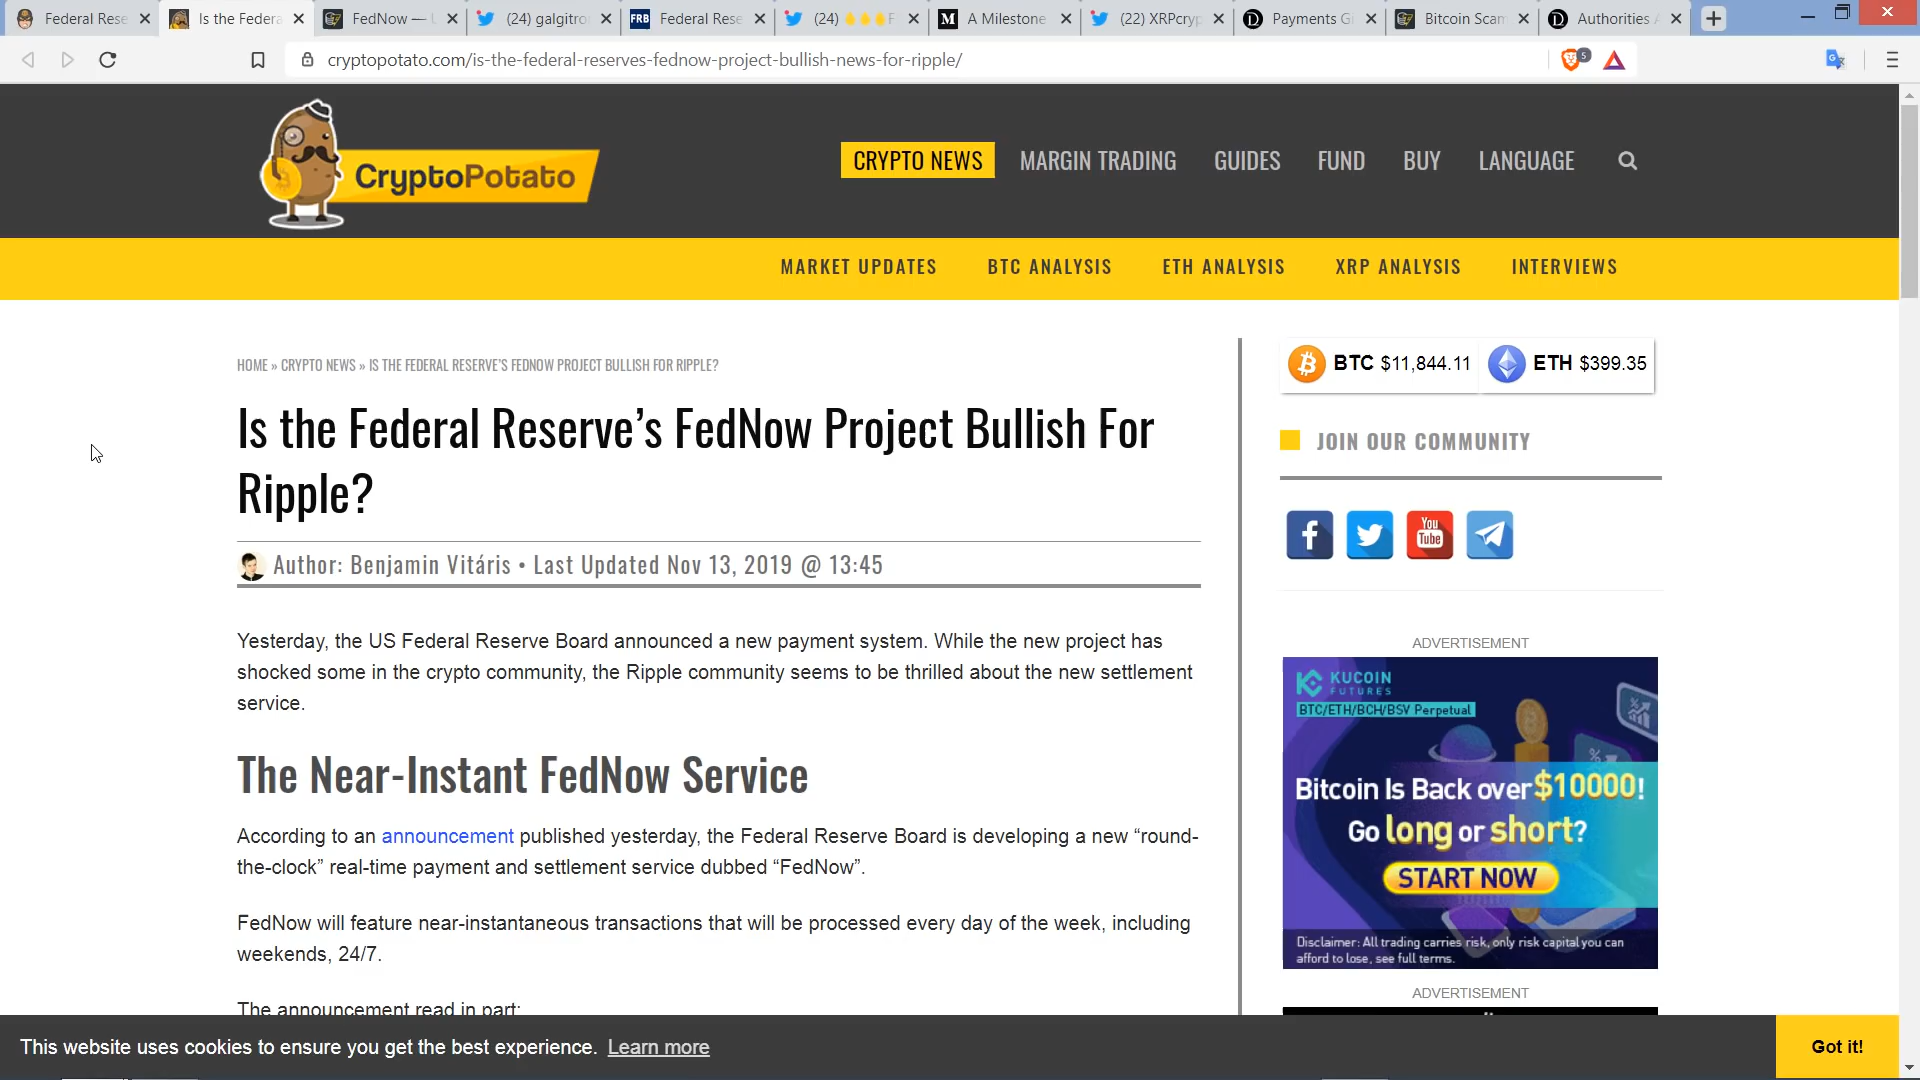 Federal Rese
Is the Federa
FedNow —
(24) galgitro
Federal Rese
(24)
A Milestone
(22) XRPcryp
Payments Gi
Bitcoin Scam
Authorities
cryptopotato.com/is-the-federal-reserves-fednow-project-bullish-news-for-ripple/
5
CryptoPotato
CRYPTO NEWS MARGIN TRADING GUIDES FUND BUY LANGUAGE
MARKET UPDATES BTC ANALYSIS ETH ANALYSIS XRP ANALYSIS INTERVIEWS
HOME » CRYPTO NEWS » IS THE FEDERAL RESERVE’S FEDNOW PROJECT BULLISH FOR RIPPLE?
Is the Federal Reserve’s FedNow Project Bullish For
Ripple?
Author: Benjamin Vitáris • Last Updated Nov 13, 2019 @ 13:45
Yesterday, the US Federal Reserve Board announced a new payment system. While the new project has
shocked some in the crypto community, the Ripple community seems to be thrilled about the new settlement
service.
The Near-Instant FedNow Service
According to an announcement published yesterday, the Federal Reserve Board is developing a new “round-
the-clock” real-time payment and settlement service dubbed “FedNow”.
FedNow will feature near-instantaneous transactions that will be processed every day of the week, including
weekends, 24/7.
The announcement read in part:
BTC $11,844.11 ETH $399.35
JOIN OUR COMMUNITY
You
Tube
ADVERTISEMENT
KUCOIN
FUTURES
BTC/ETH/BCH/BSV Perpetual
Bitcoin Is Back over $10000!
Go long or short?
START NOW
Disclaimer: All trading carries risk, only risk capital you can
afford to lose, see full terms.
ADVERTISEMENT
This website uses cookies to ensure you get the best experience. Learn more
Got it!